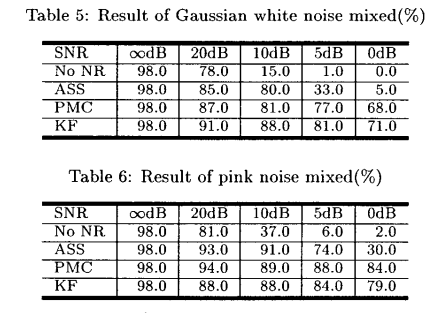 Table 5: Result of Gaussian white noise mixed(%)
SNR ∞dB 20dB 10dB 5dB 0dB
No NR 98.0 78.0 15.0 1.0 0.0
ASS 98.0 85.0 80.0 33.0 5.0
PMC 98.0 87.0 81.0 77.0 68.0
KF 98.0 91.0 88.0 81.0 71.0
Table 6: Result of pink noise mixed(%)
SNR ∞dB 20dB 10dB 5dB 0dB
No NR 98.0 81.0 37.0 6.0 2.0
ASS 98.0 93.0 91.0 74.0 30.0
PMC 98.0 94.0 89.0 88.0 84.0
KF 98.0 88.0 88.0 84.0 79.0